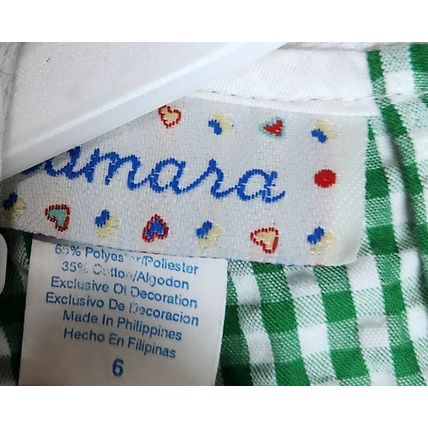 amara
65% Polyester/Poliester
35% Cotton/Algodon
Exclusive Of Decoration
Exclusivo De Decoracion
Made In Philippines
Hecho En Filipinas
6